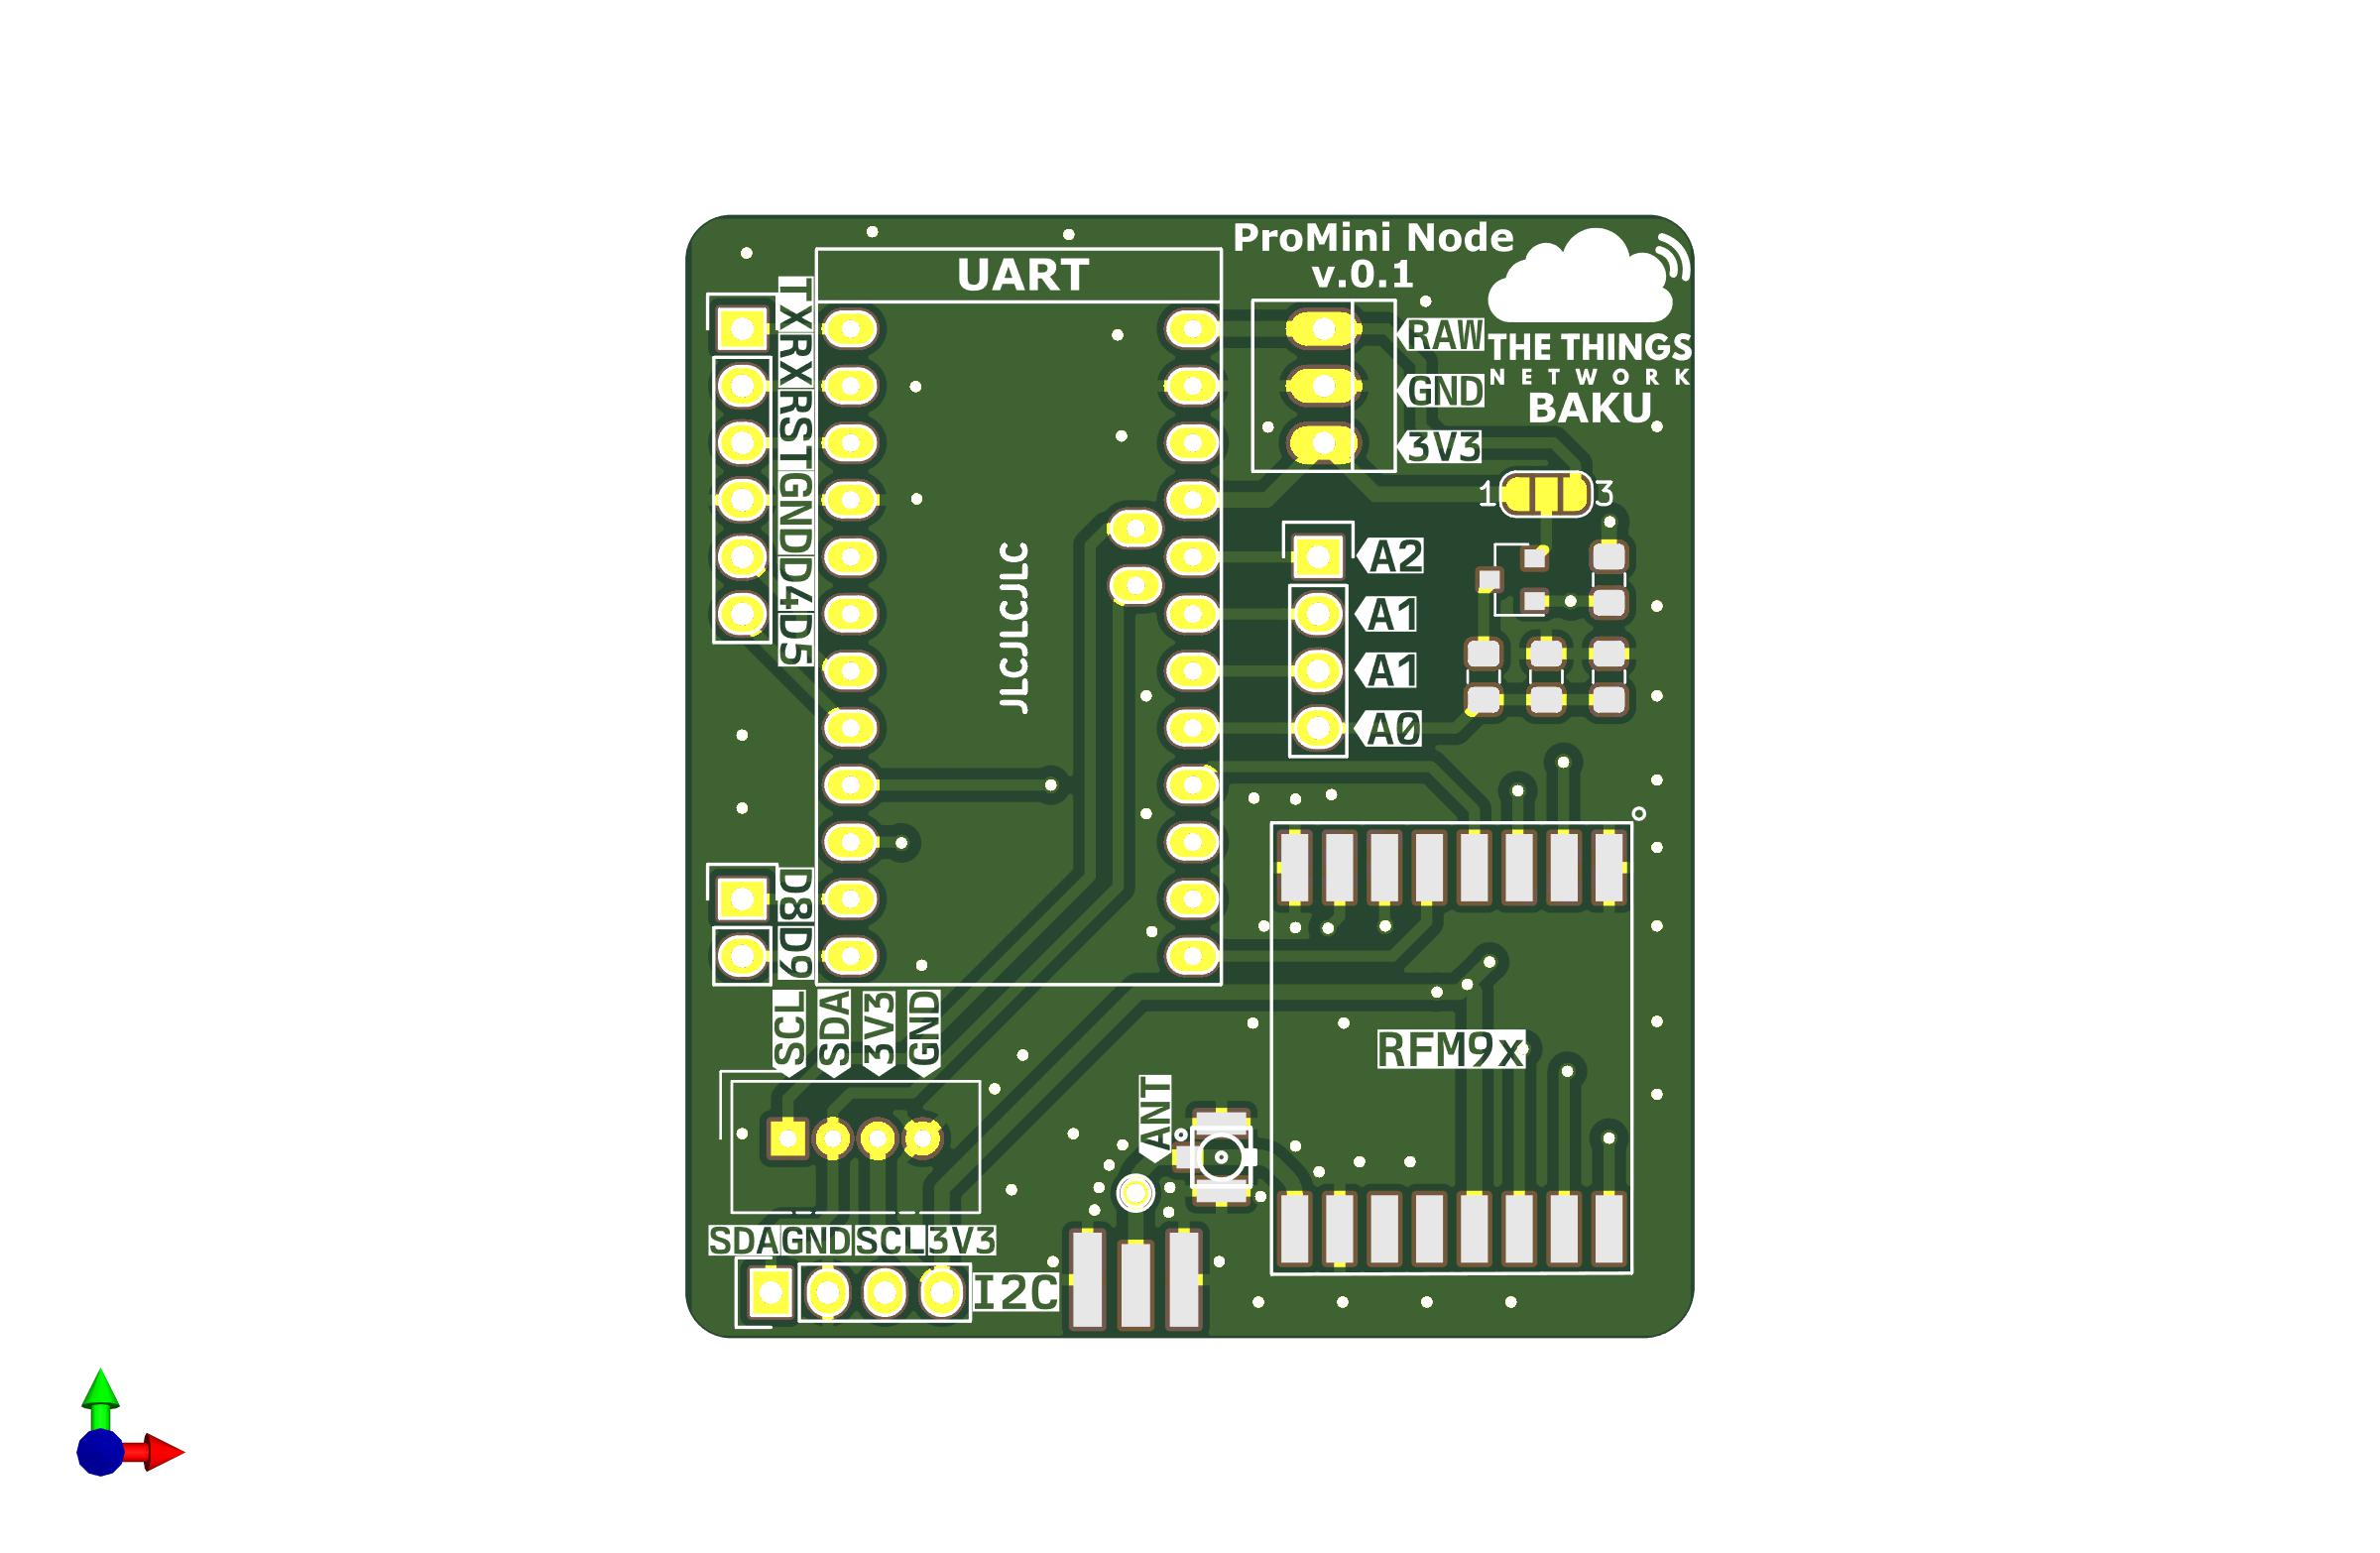 ProMini Node
v.0.1
UART
THE THINGS
NETWORK
BAKU
TX
RX
RST
GND
D4
D5
RAW
GND
3V3
1
3
JLCJLCJLCJLC
A2
A1
A1
A0
D8
D9
SCL
SDA
3V3
GND
RFM9x
ANT
SDA
GND
SCL
3V3
I2C